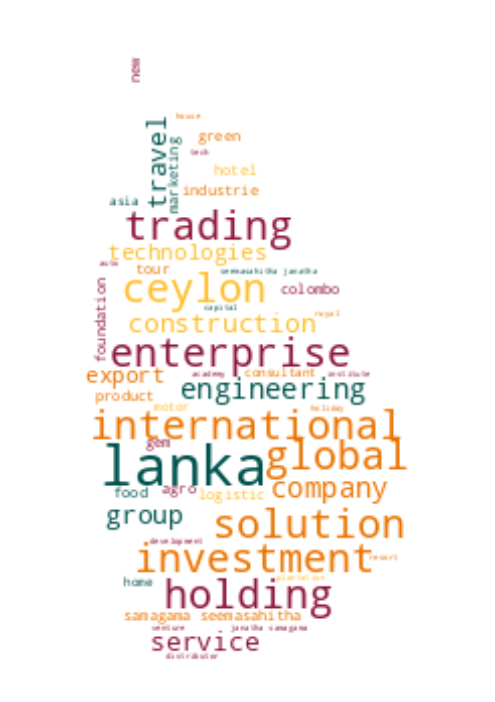 new
house
travel
marketing
green
tech
hotel
industrie
asia
trading
technologies
auto
tour
seemasahitha janatha
foundation
ceylon
colombo
capital
construction
royal
enterprise
export
academy
consultant
institute
engineering
product
motor
holiday
international
gem
lanka
global
food
agro
logistic
company
group
solution
development
investment
resort
plantation
home
holding
samagama seemasahitha
venture
janatha samagama
service
distributor